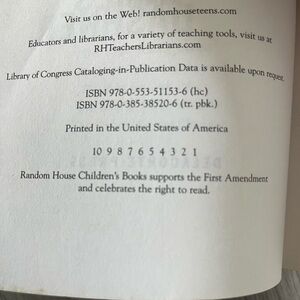 Visit us on the Web! randomhouseteens.com
Educators and librarians, for a variety of teaching tools, visit us at
RHTeachersLibrarians.com
Library of Congress Cataloging-in-Publication Data is available upon request.
ISBN 978-0-553-51153-6 (hc)
ISBN 978-0-385-38520-6 (tr. pbk.)
Printed in the United States of America
10 9 8 7 6 5 4 3 2 1
Random House Children's Books supports the First Amendment
and celebrates the right to read.